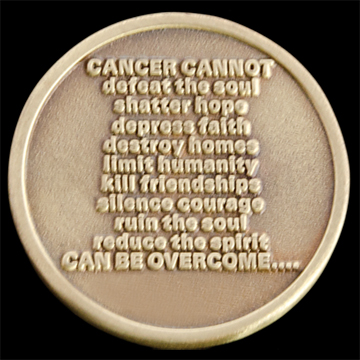 CANCER CANNOT
defeat the soul
shatter hope
depress faith
destroy homes
limit humanity
kill friendships
silence courage
ruin the soul
reduce the spirit
CAN BE OVERCOME....